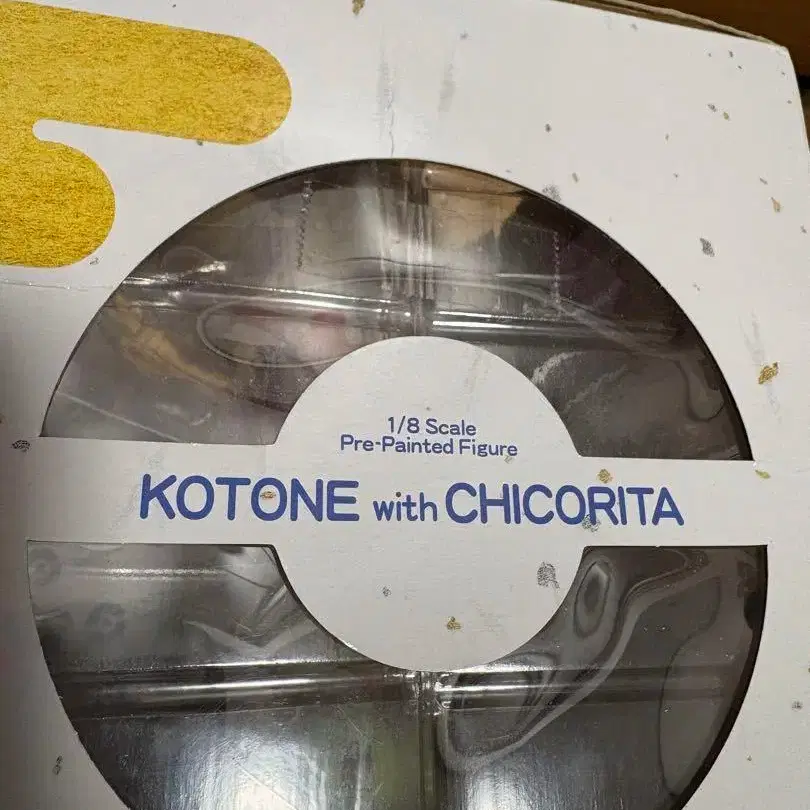 1/8 Scale
Pre-Painted Figure
KOTONE with CHICORITA